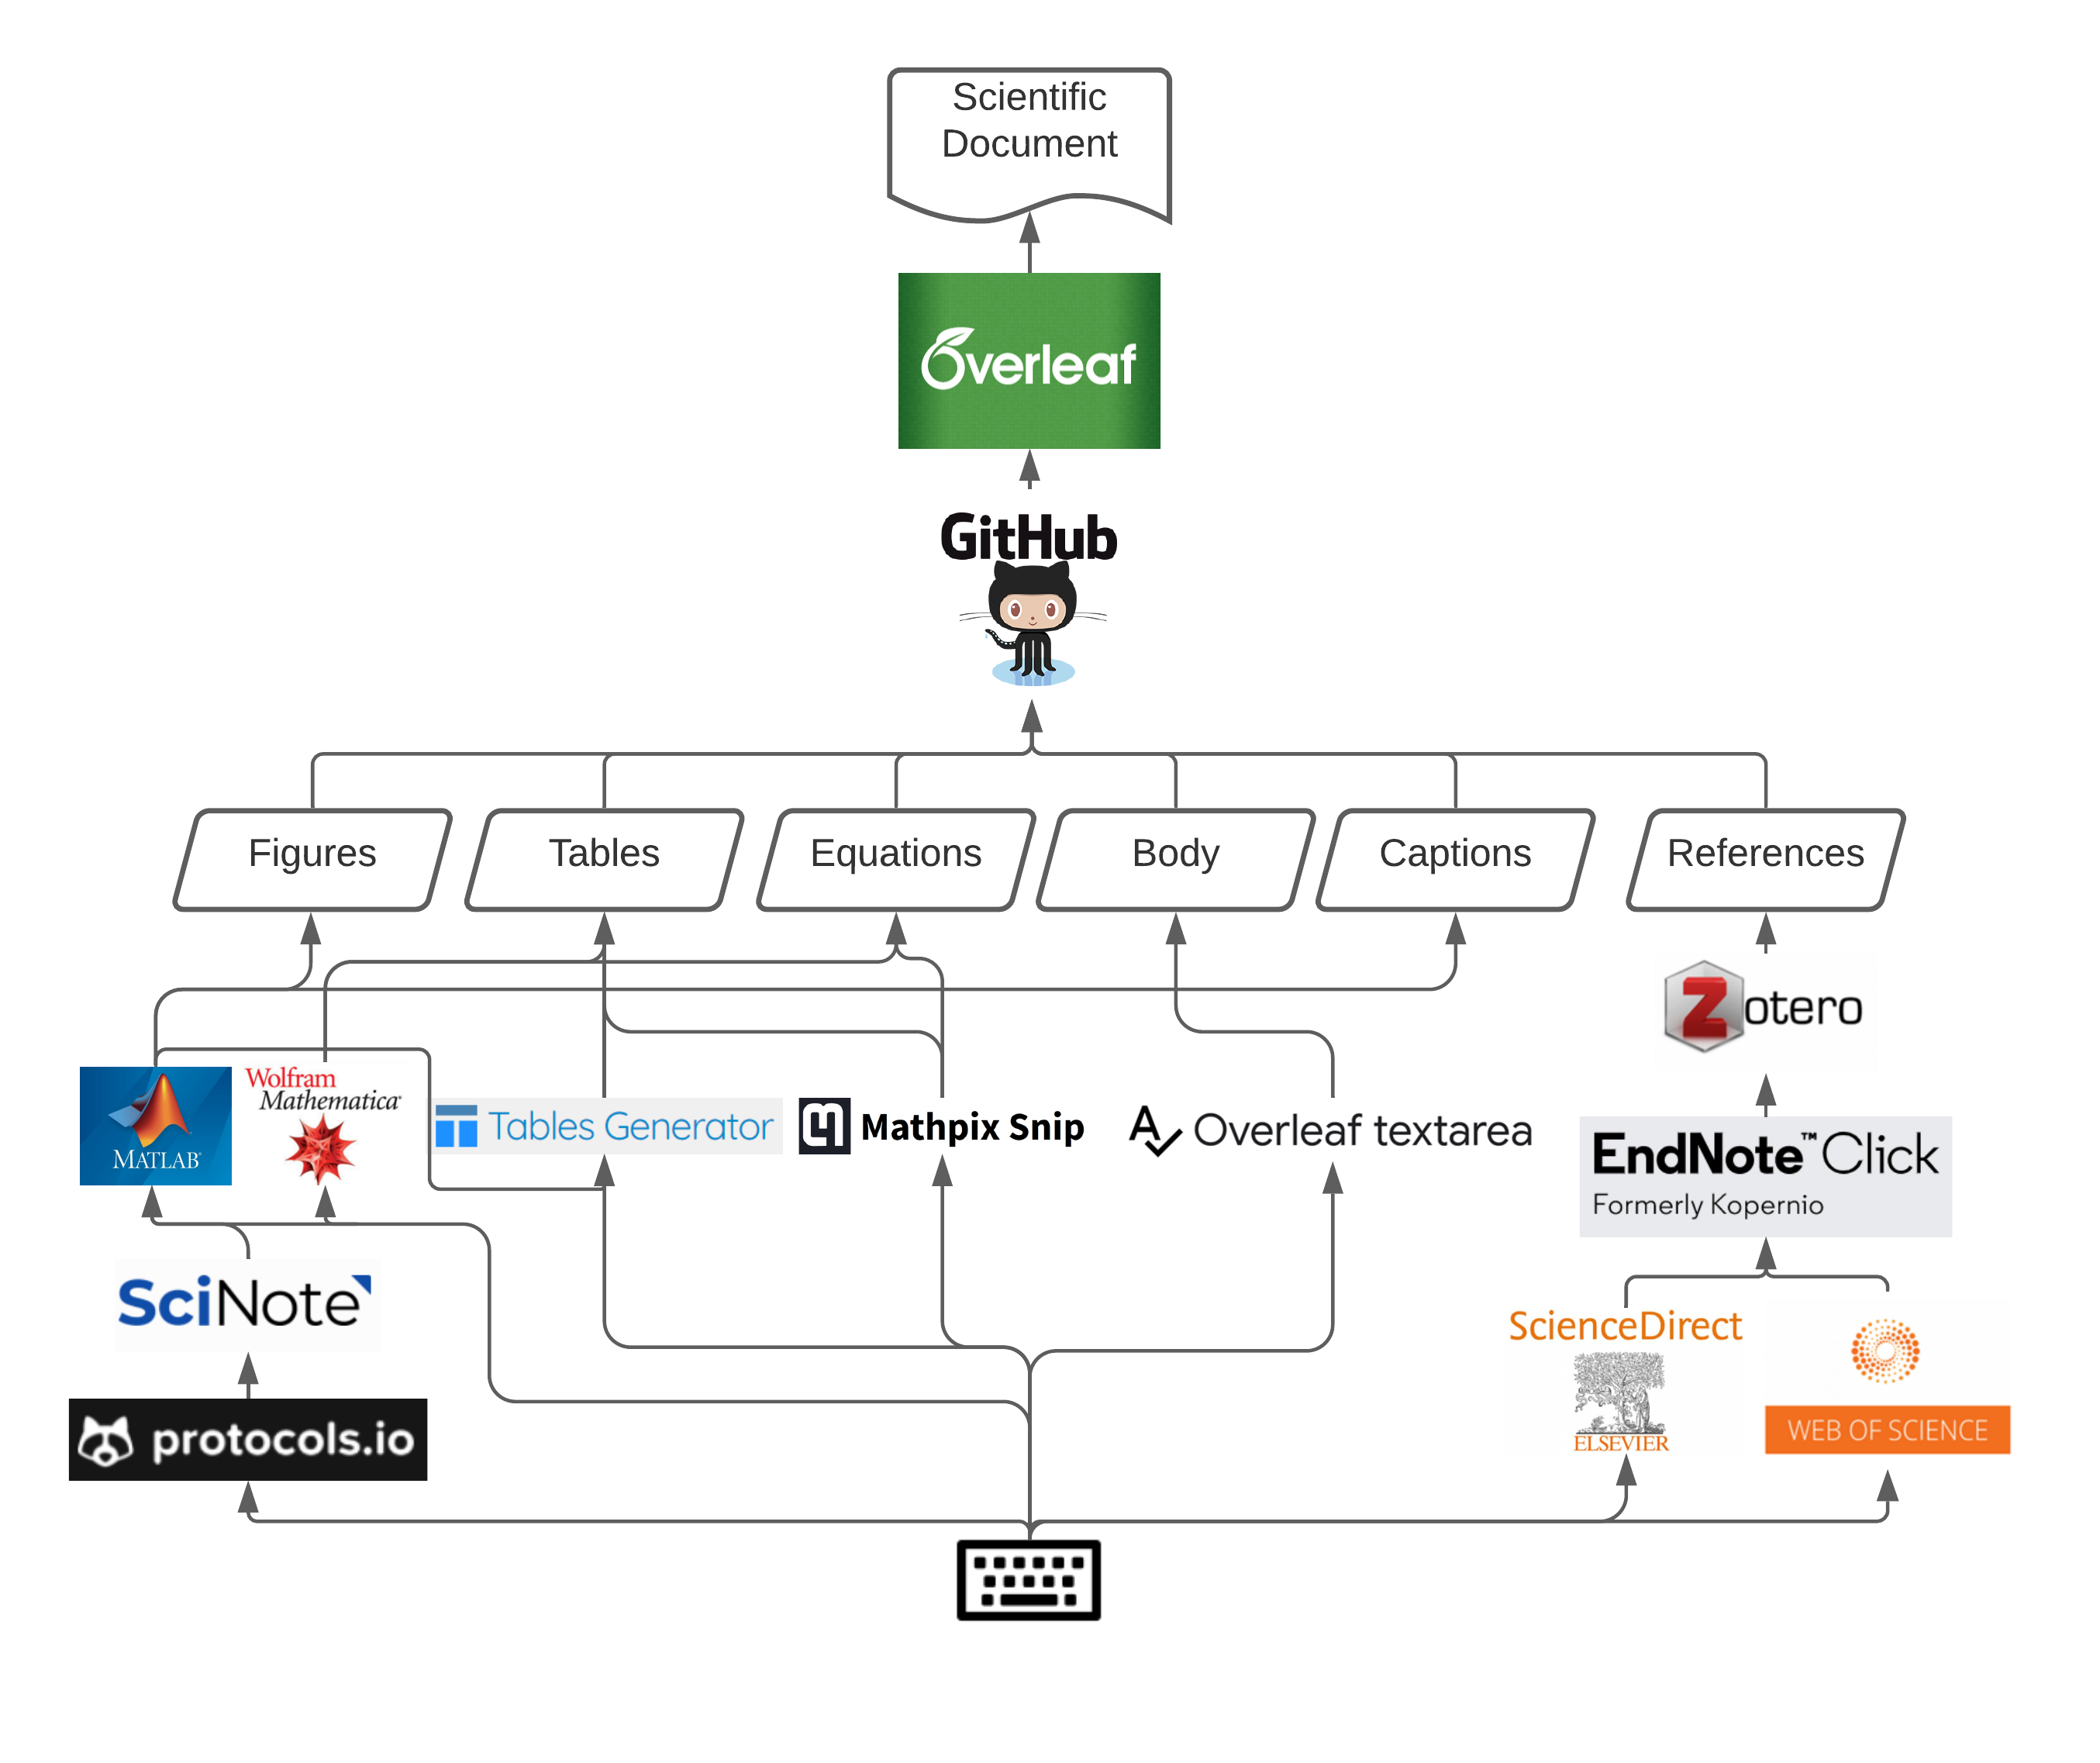 Scientific
Document
Overleaf
GitHub
Figures
Tables
Equations
Body
Captions
References
Zotero
MATLAB®
Wolfram
Mathematica®
Tables Generator
Mathpix Snip
Overleaf textarea
EndNote™ Click
Formerly Kopernio
SciNote
protocols.io
ScienceDirect
ELSEVIER
WEB OF SCIENCE